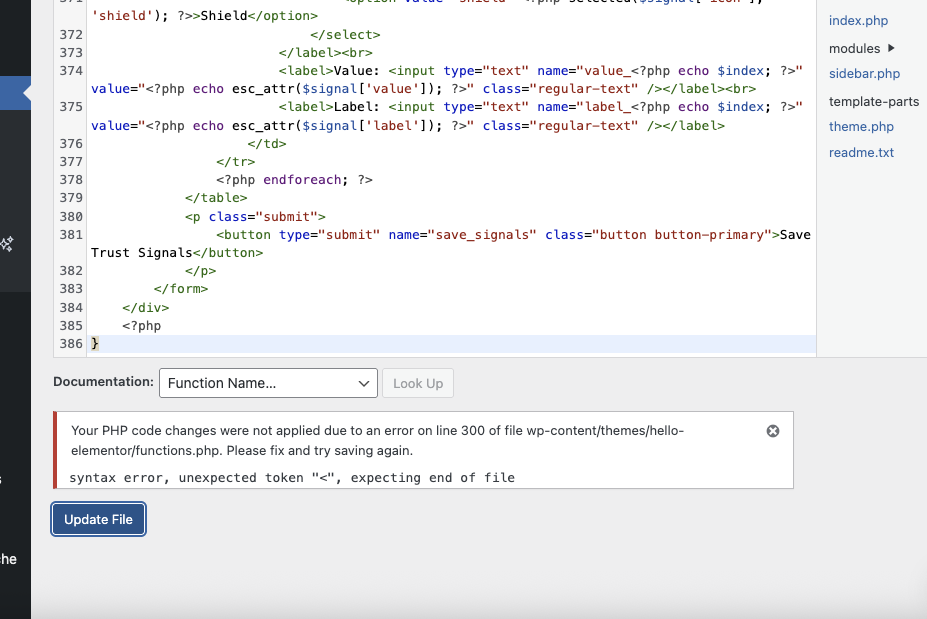 'shield'); ?>>Shield</option>
372 </select>
373 </label><br>
374 <label>Value: <input type="text" name="value_<?php echo $index; ?>"
value="<?php echo esc_attr($signal['value']); ?>" class="regular-text" /></label><br>
375 <label>Label: <input type="text" name="label_<?php echo $index; ?>"
value="<?php echo esc_attr($signal['label']); ?>" class="regular-text" /></label>
376 </td>
377 </tr>
378 <?php endforeach; ?>
379 </table>
380 <p class="submit">
381 <button type="submit" name="save_signals" class="button button-primary">Save
Trust Signals</button>
382 </p>
383 </form>
384 </div>
385 <?php
386 }
index.php
modules
sidebar.php
template-parts
theme.php
readme.txt
Documentation: Function Name... Look Up
Your PHP code changes were not applied due to an error on line 300 of file wp-content/themes/hello-
elementor/functions.php. Please fix and try saving again.
syntax error, unexpected token "<", expecting end of file
Update File
che